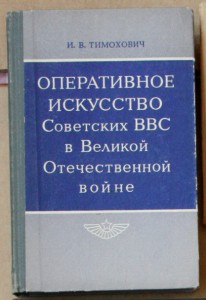 И. В. ТИМОХОВИЧ
ОПЕРАТИВНОЕ
ИСКУССТВО
Советских ВВС
в Великой
Отечественной
войне